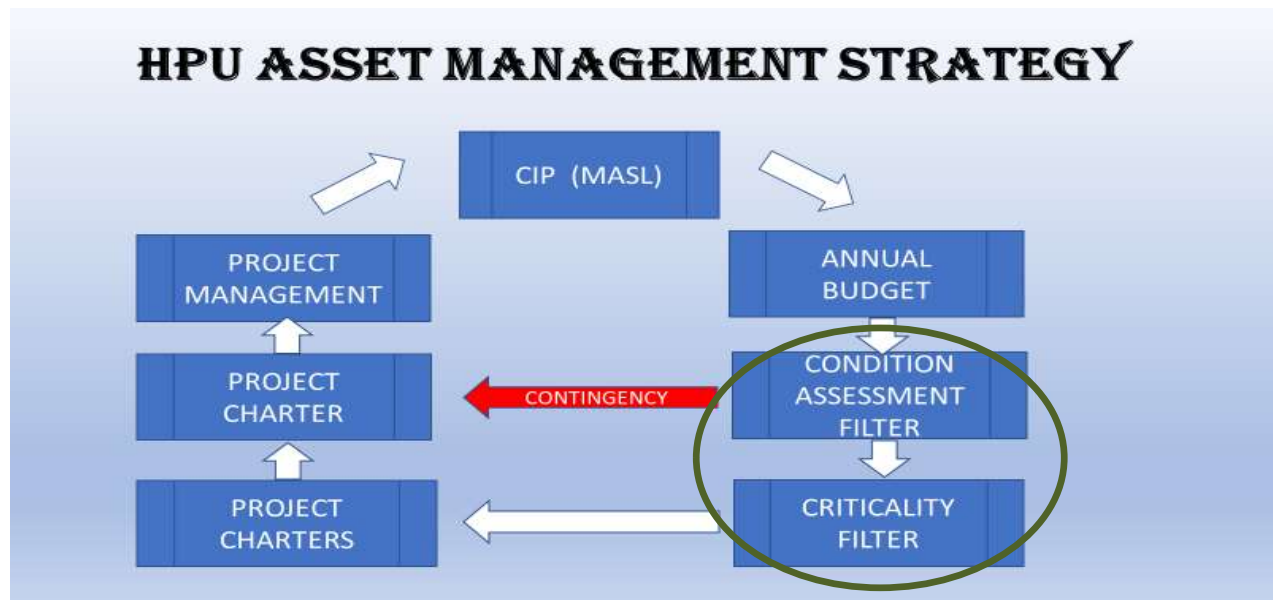 HPU ASSET MANAGEMENT STRATEGY
CIP (MASL)
PROJECT
MANAGEMENT
ANNUAL
BUDGET
PROJECT
CHARTER
CONTINGENCY
CONDITION
ASSESSMENT
FILTER
PROJECT
CHARTERS
CRITICALITY
FILTER